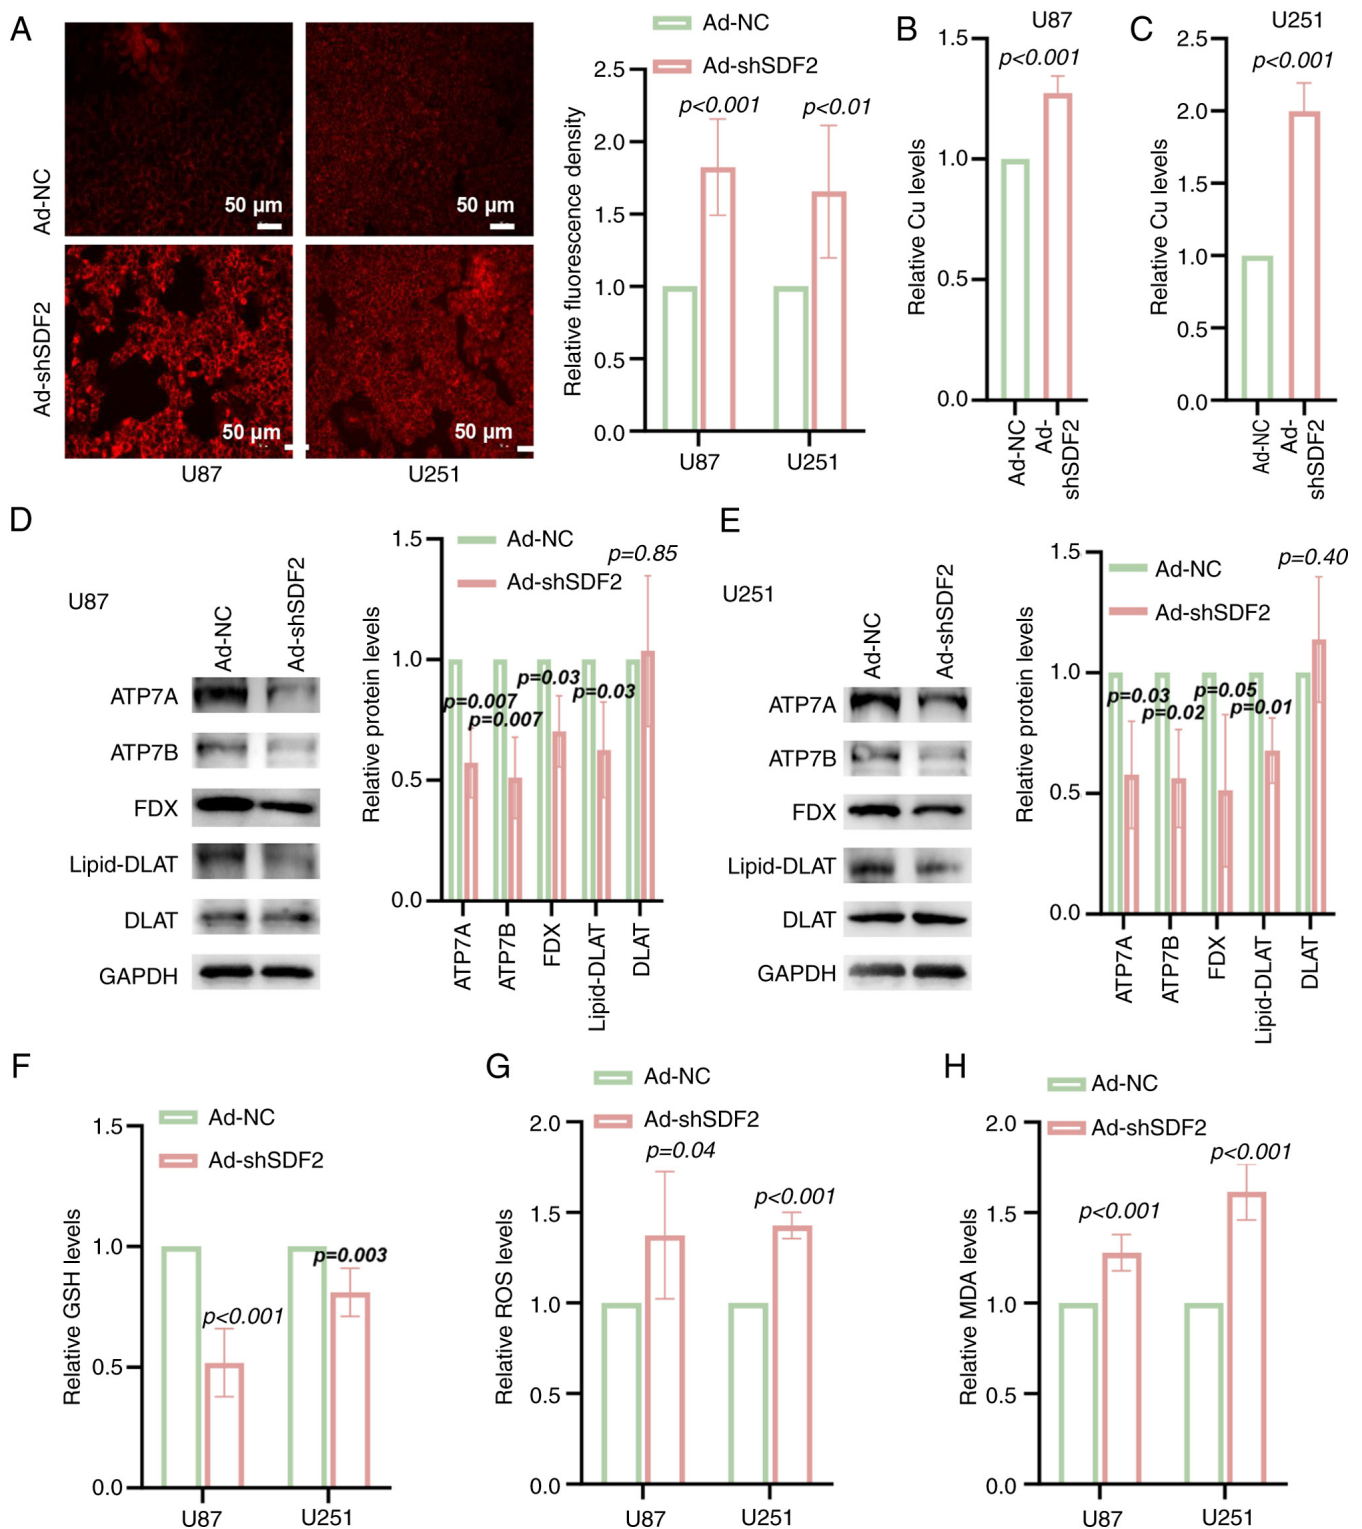 A
Ad-NC
Ad-shSDF2
50 µm
50 µm
50 µm
50 µm
U87
U251
Ad-NC
Ad-shSDF2
Relative fluorescence density
2.5
2.0
1.5
1.0
0.5
0.0
p<0.001
p<0.01
U87
U251
B
U87
Relative Cu levels
1.5
1.0
0.5
0.0
p<0.001
Ad-NC
Ad-
shSDF2
C
U251
Relative Cu levels
2.5
2.0
1.5
1.0
0.5
0.0
p<0.001
Ad-NC
Ad-
shSDF2
D
U87
Ad-NC
Ad-shSDF2
ATP7A
ATP7B
FDX
Lipid-DLAT
DLAT
GAPDH
Ad-NC
Ad-shSDF2
Relative protein levels
1.5
1.0
0.5
0.0
p=0.007
p=0.007
p=0.03
p=0.03
p=0.85
ATP7A
ATP7B
FDX
Lipid-DLAT
DLAT
E
U251
Ad-NC
Ad-shSDF2
ATP7A
ATP7B
FDX
Lipid-DLAT
DLAT
GAPDH
Ad-NC
Ad-shSDF2
Relative protein levels
1.5
1.0
0.5
0.0
p=0.03
p=0.02
p=0.05
p=0.01
p=0.40
ATP7A
ATP7B
FDX
Lipid-DLAT
DLAT
F
Ad-NC
Ad-shSDF2
Relative GSH levels
1.5
1.0
0.5
0.0
p<0.001
p=0.003
U87
U251
G
Ad-NC
Ad-shSDF2
Relative ROS levels
2.0
1.5
1.0
0.5
0.0
p=0.04
p<0.001
U87
U251
H
Ad-NC
Ad-shSDF2
Relative MDA levels
2.0
1.5
1.0
0.5
0.0
p<0.001
p<0.001
U87
U251